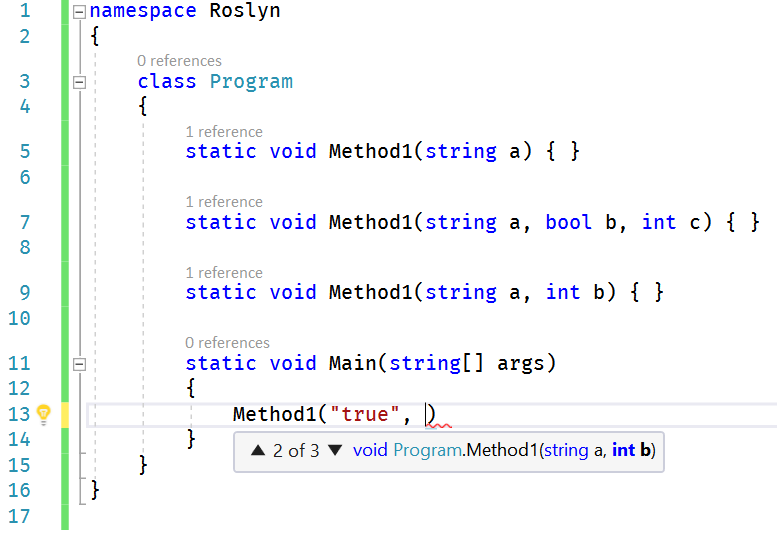 1 namespace Roslyn
2 {
0 references
3 class Program
4 {
1 reference
5 static void Method1(string a) { }
6
1 reference
7 static void Method1(string a, bool b, int c) { }
8
1 reference
9 static void Method1(string a, int b) { }
10
0 references
11 static void Main(string[] args)
12 {
13 Method1("true", )
14 }
▲ 2 of 3 ▼ void Program.Method1(string a, int b)
15 }
16 }
17